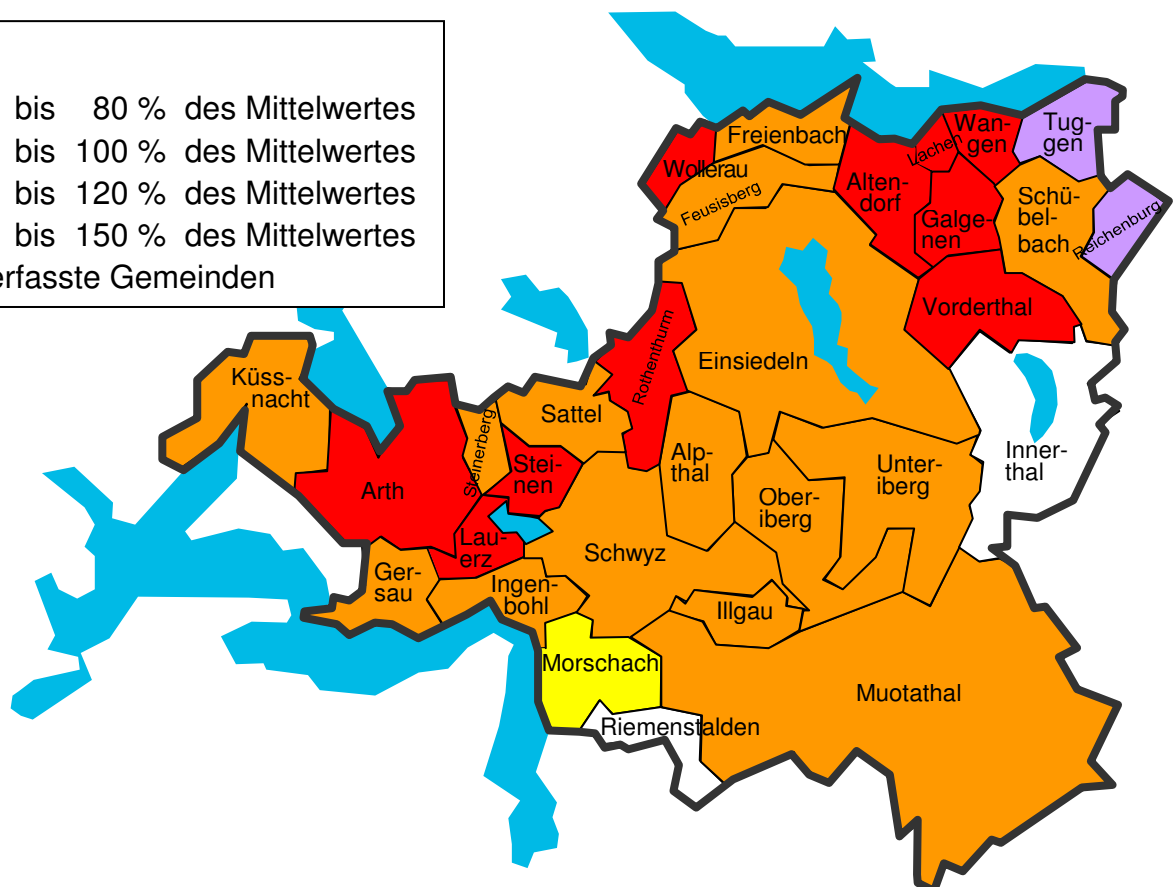 bis 80 % des Mittelwertes
bis 100 % des Mittelwertes
bis 120 % des Mittelwertes
bis 150 % des Mittelwertes
erfasste Gemeinden
Freienbach
Wollerau
Feusisberg
Lachen
Wan-
gen
Tug-
gen
Alten-
dorf
Galge-
nen
Schü-
bel-
bach
Reichenburg
Vorderthal
Rothenthurm
Einsiedeln
Küss-
nacht
Sattel
Steinerberg
Stei-
nen
Alp-
thal
Unter-
iberg
Inner-
thal
Arth
Ober-
iberg
Lau-
erz
Schwyz
Ger-
sau
Ingen-
bohl
Illgau
Morschach
Muotathal
Riemenstalden